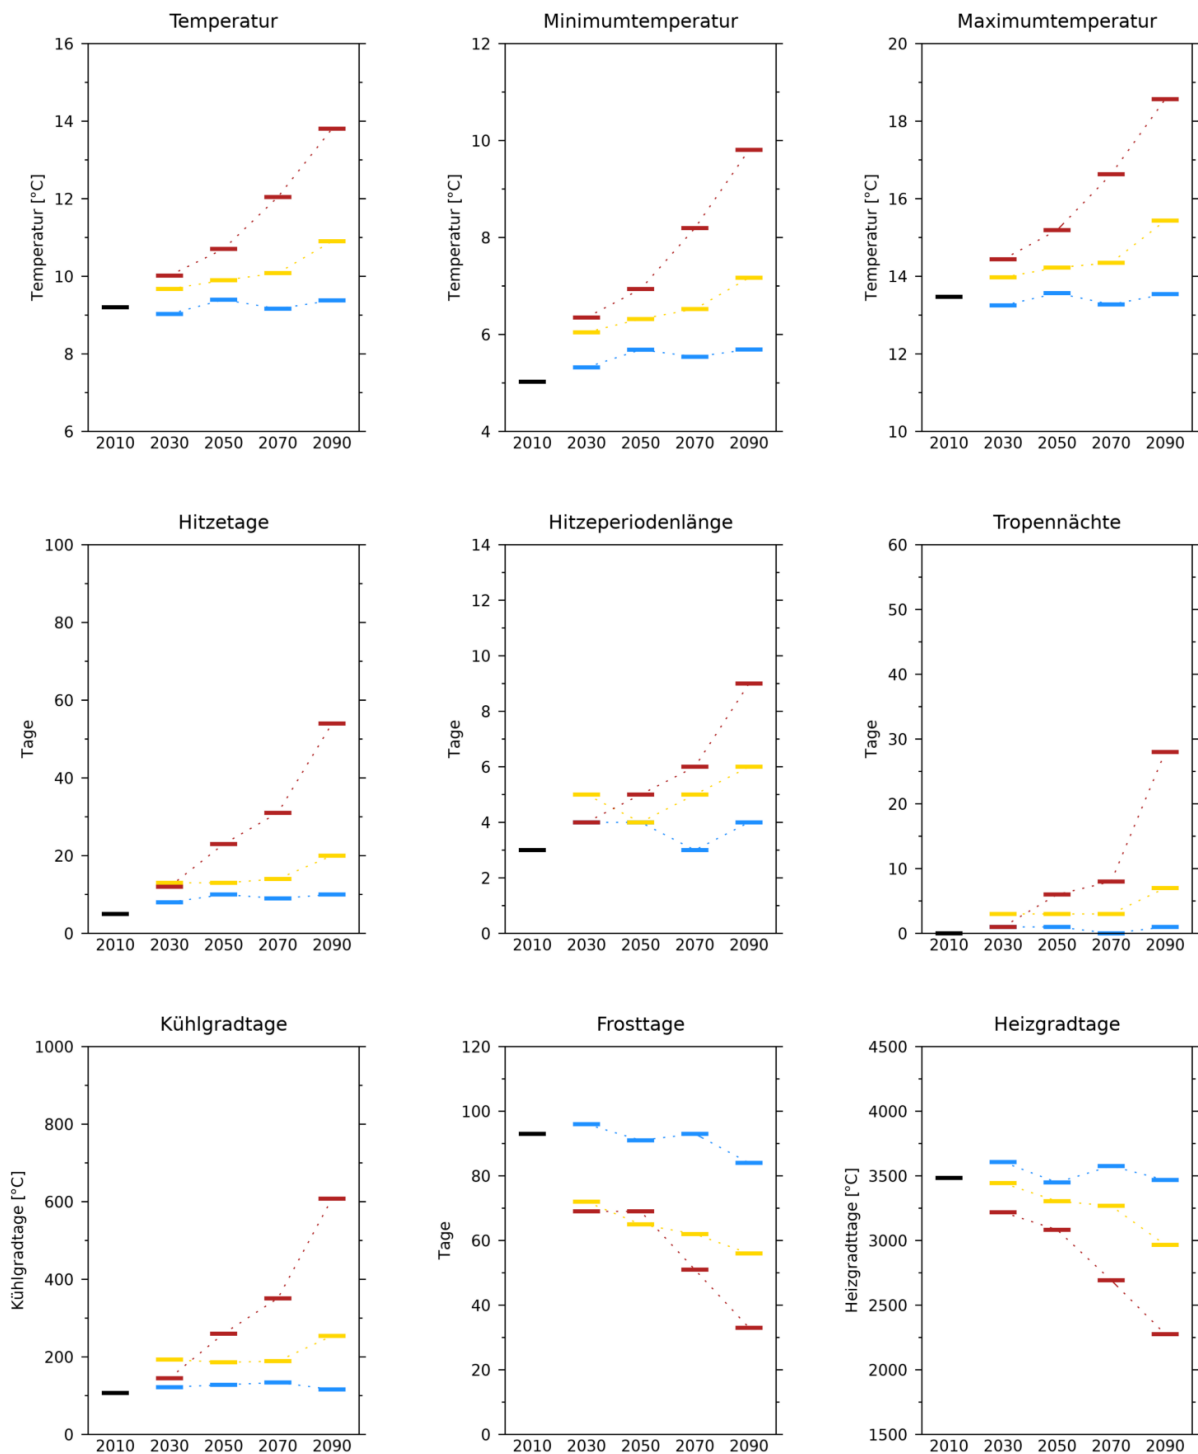 Temperatur
Minimumtemperatur
Maximumtemperatur
Temperatur [°C]
16
14
12
10
8
6
2010 2030 2050 2070 2090
Temperatur [°C]
12
10
8
6
4
2010 2030 2050 2070 2090
Temperatur [°C]
20
18
16
14
12
10
2010 2030 2050 2070 2090
Hitzetage
Hitzeperiodenlänge
Tropennächte
Tage
100
80
60
40
20
0
2010 2030 2050 2070 2090
Tage
14
12
10
8
6
4
2
0
2010 2030 2050 2070 2090
Tage
60
50
40
30
20
10
0
2010 2030 2050 2070 2090
Kühlgradtage
Frosttage
Heizgradtage
Kühlgradtage [°C]
1000
800
600
400
200
0
2010 2030 2050 2070 2090
Tage
120
100
80
60
40
20
0
2010 2030 2050 2070 2090
Heizgradttage [°C]
4500
4000
3500
3000
2500
2000
1500
2010 2030 2050 2070 2090